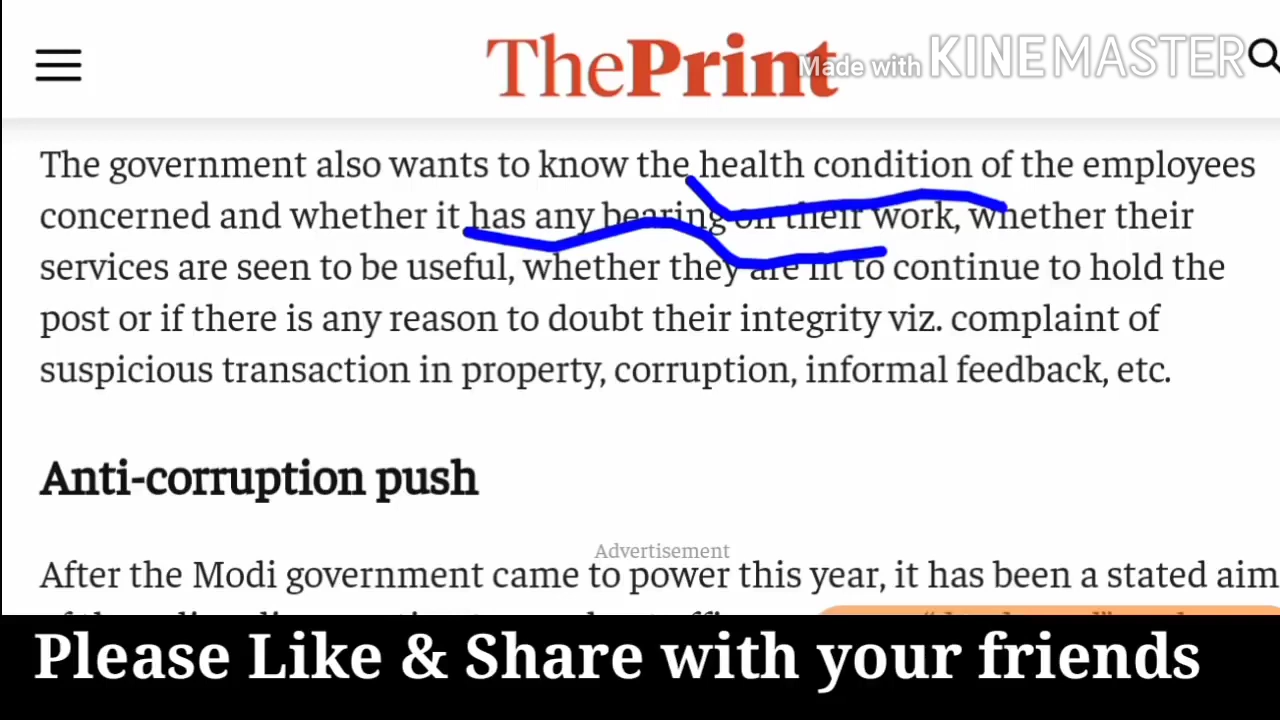 ThePrint
Made with KINEMASTER
The government also wants to know the health condition of the employees
concerned and whether it has any bearing on their work, whether their
services are seen to be useful, whether they are fit to continue to hold the
post or if there is any reason to doubt their integrity viz. complaint of
suspicious transaction in property, corruption, informal feedback, etc.
Anti-corruption push
Advertisement
After the Modi government came to power this year, it has been a stated aim
Please Like & Share with your friends